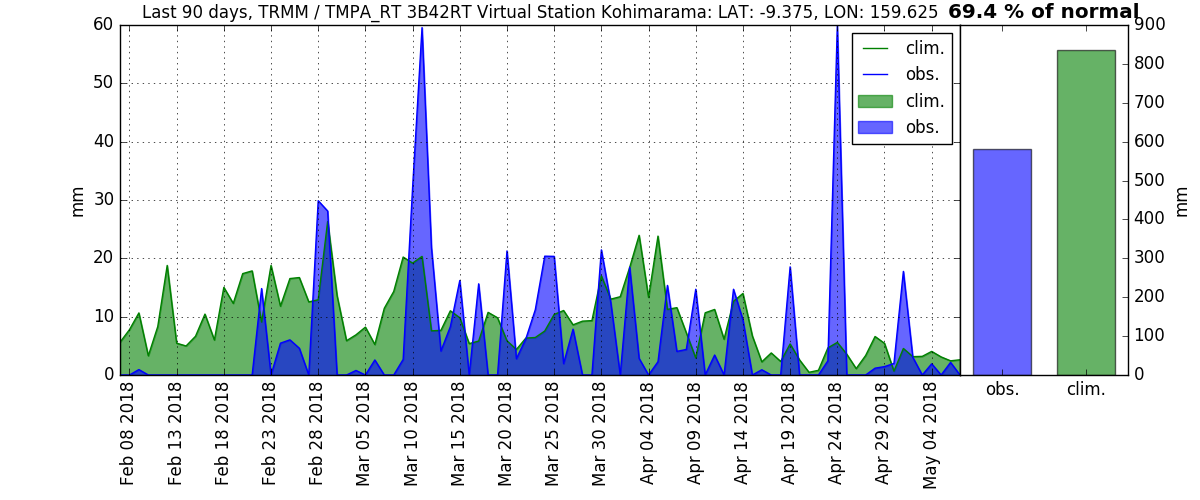 Last 90 days, TRMM / TMPA_RT 3B42RT Virtual Station Kohimarama: LAT: -9.375, LON: 159.625
69.4 % of normal
60
50
40
30
20
10
0
mm
clim.
obs.
clim.
obs.
900
800
700
600
500
400
300
200
100
0
mm
Feb 08 2018
Feb 13 2018
Feb 18 2018
Feb 23 2018
Feb 28 2018
Mar 05 2018
Mar 10 2018
Mar 15 2018
Mar 20 2018
Mar 25 2018
Mar 30 2018
Apr 04 2018
Apr 09 2018
Apr 14 2018
Apr 19 2018
Apr 24 2018
Apr 29 2018
May 04 2018
obs.
clim.